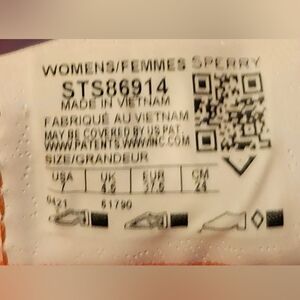 WOMENS/FEMMES SPERRY
STS86914
MADE IN VIETNAM
FABRIQUÉ AU VIETNAM
MAY BE COVERED BY US PAT.
WWW.PATENTS.WWWINC.COM
SIZE/GRANDEUR
USA UK EUR CM
7 4.5 37.5 24
0421 61790